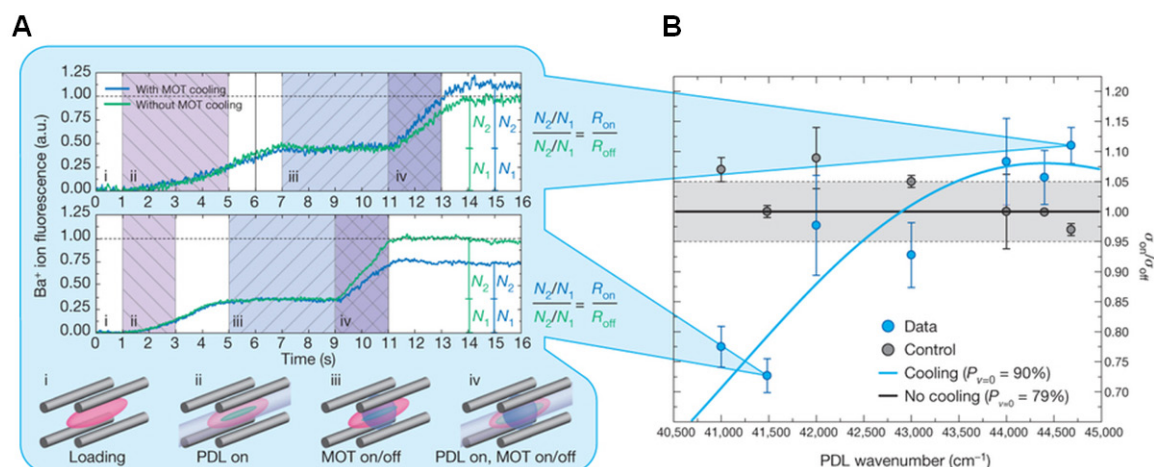 A
B
1.25
1.00
0.75
0.50
0.25
0.00
With MOT cooling
Without MOT cooling
i
ii
iii
iv
N₂
N₂
N₁
N₁
0 1 2 3 4 5 6 7 8 9 10 11 12 13 14 15 16
N₂/N₁ = R_on
N₂/N₁ R_off
Ba⁺ ion fluorescence (a.u.)
1.25
1.00
0.75
0.50
0.25
0.00
i
ii
iii
iv
N₂
N₂
N₁
N₁
0 1 2 3 4 5 6 7 8 9 10 11 12 13 14 15 16
Time (s)
N₂/N₁ = R_on
N₂/N₁ R_off
i
ii
iii
iv
Loading
PDL on
MOT on/off
PDL on, MOT on/off
1.20
1.15
1.10
1.05
1.00
0.95
0.90
0.85
0.80
0.75
0.70
σ_on/σ_off
Data
Control
Cooling (P_v=0 = 90%)
No cooling (P_v=0 = 79%)
40,500 41,000 41,500 42,000 42,500 43,000 43,500 44,000 44,500 45,000
PDL wavenumber (cm⁻¹)